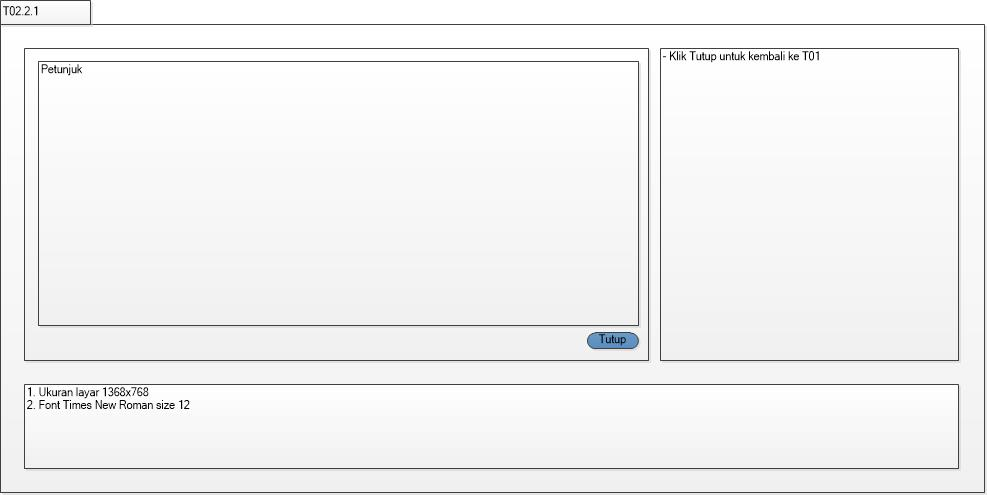 T02.2.1
Petunjuk
Tutup
- Klik Tutup untuk kembali ke T01
1. Ukuran layar 1368x768
2. Font Times New Roman size 12